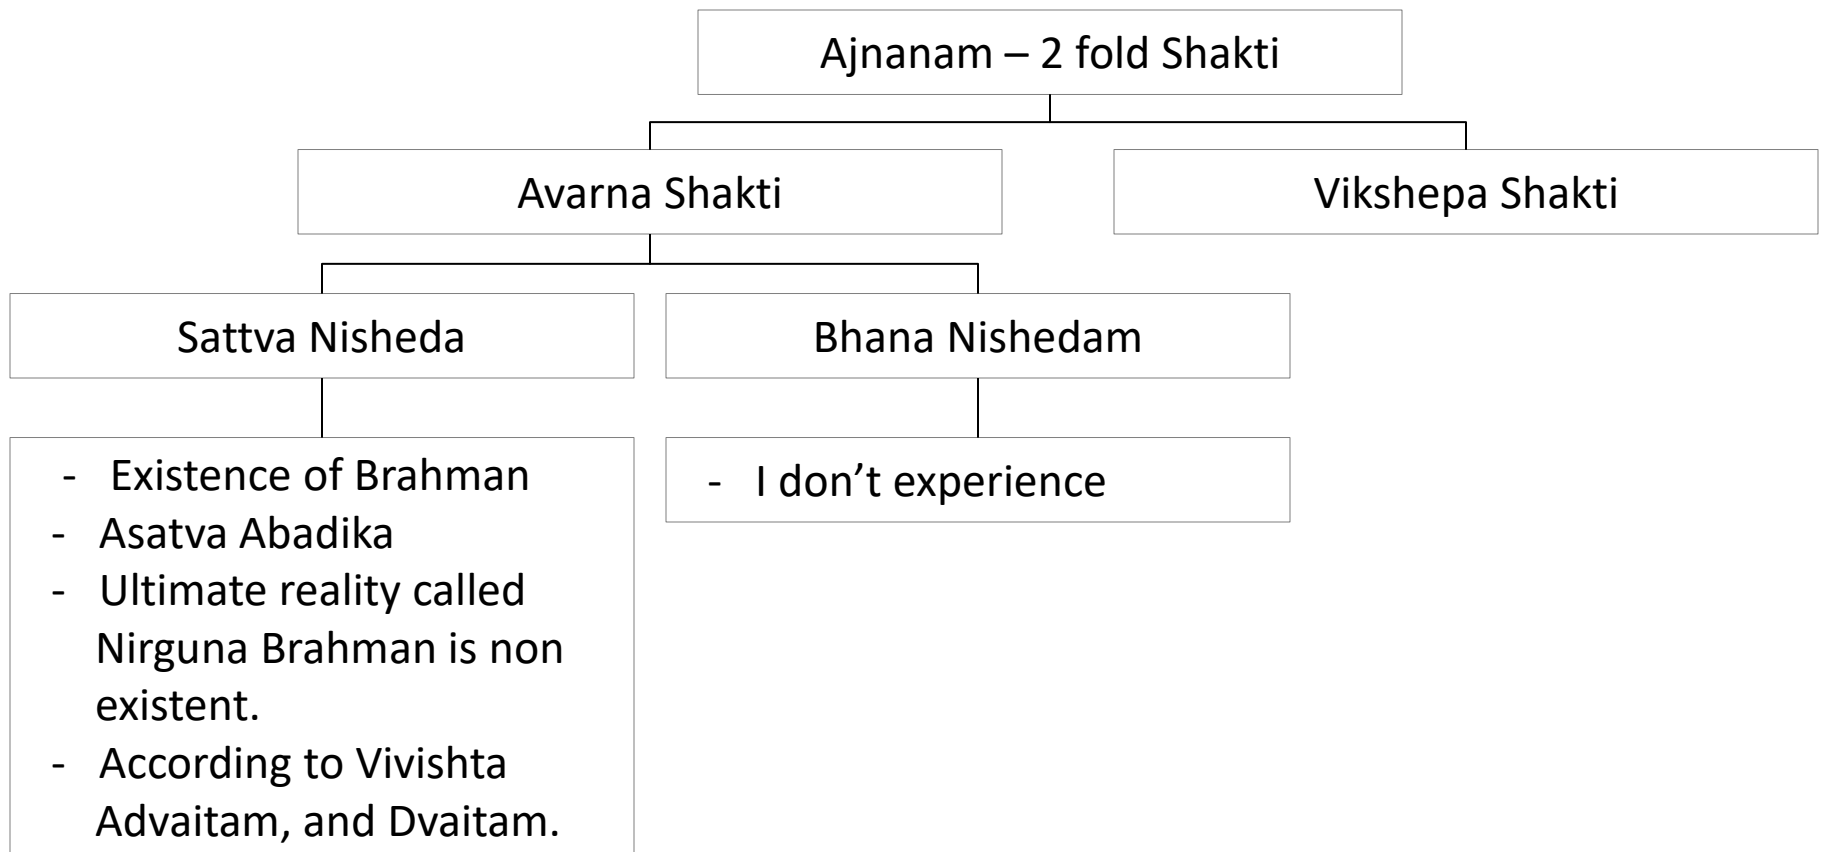 Ajnanam – 2 fold Shakti
Avarna Shakti
Vikshepa Shakti
Sattva Nisheda
Bhana Nishedam
- Existence of Brahman
- Asatva Abadika
- Ultimate reality called
Nirguna Brahman is non
existent.
- According to Vivishta
Advaitam, and Dvaitam.
- I don’t experience